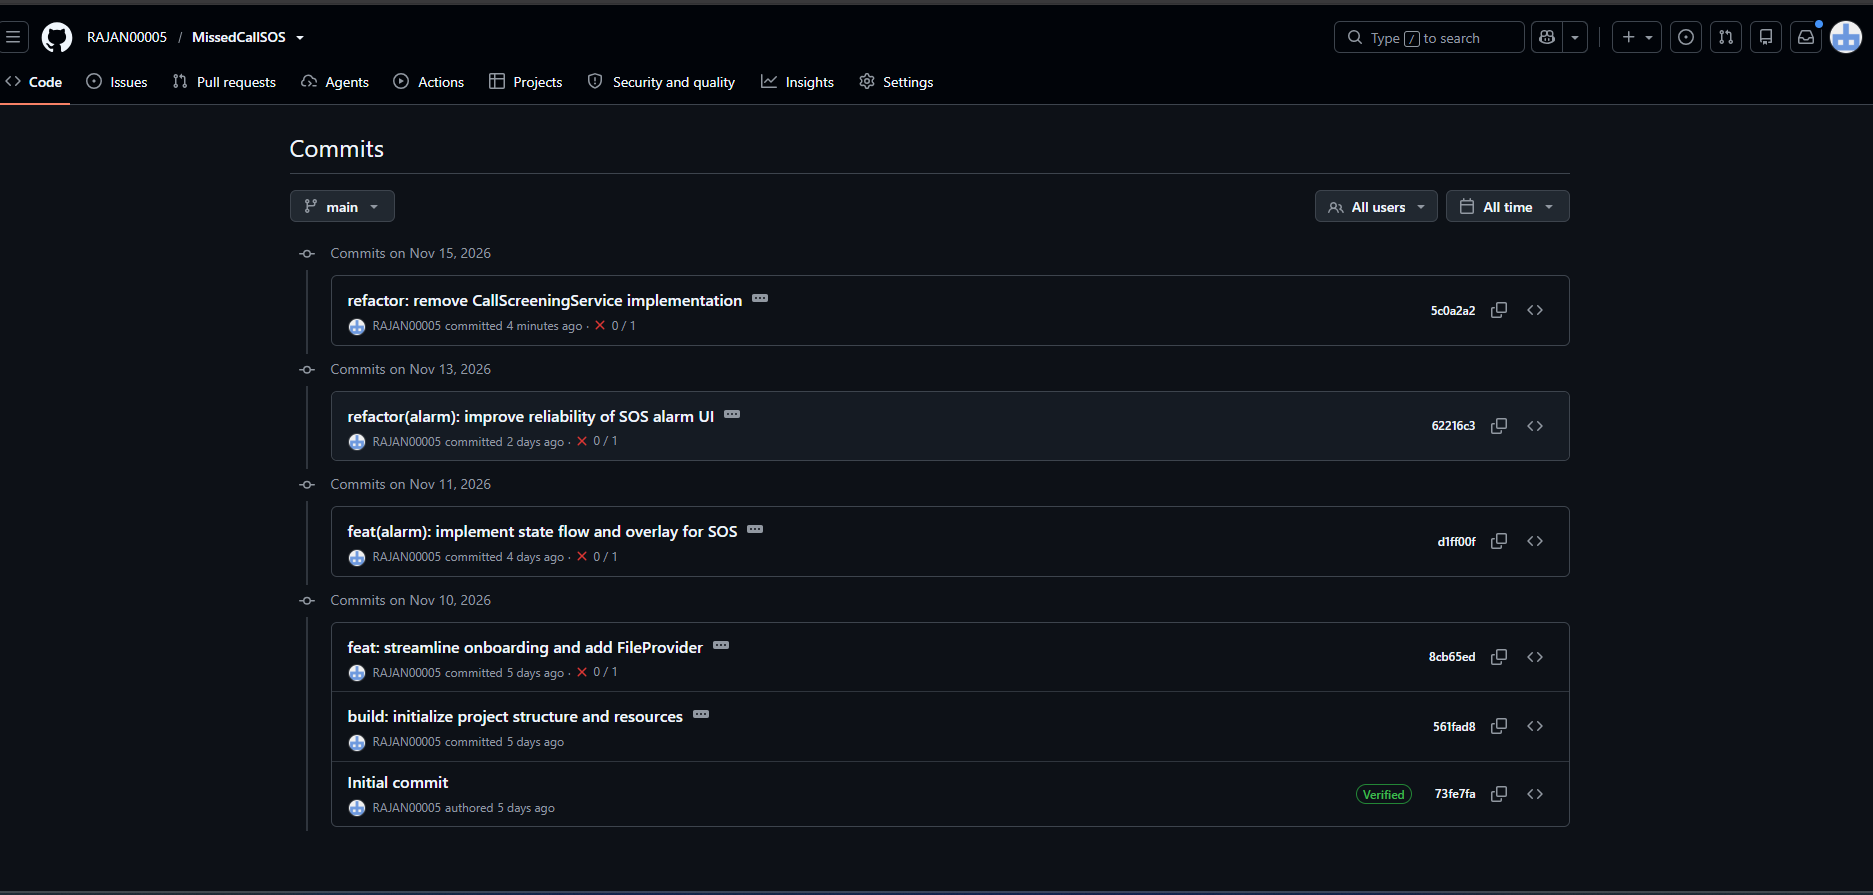 RAJAN00005 / MissedCallSOS
Type / to search
Code
Issues
Pull requests
Agents
Actions
Projects
Security and quality
Insights
Settings
Commits
main
All users
All time
Commits on Nov 15, 2026
refactor: remove CallScreeningService implementation
RAJAN00005 committed 4 minutes ago · 0 / 1
5c0a2a2
Commits on Nov 13, 2026
refactor(alarm): improve reliability of SOS alarm UI
RAJAN00005 committed 2 days ago · 0 / 1
62216c3
Commits on Nov 11, 2026
feat(alarm): implement state flow and overlay for SOS
RAJAN00005 committed 4 days ago · 0 / 1
d1ff00f
Commits on Nov 10, 2026
feat: streamline onboarding and add FileProvider
RAJAN00005 committed 5 days ago · 0 / 1
8cb65ed
build: initialize project structure and resources
RAJAN00005 committed 5 days ago
561fad8
Initial commit
RAJAN00005 authored 5 days ago
Verified
73fe7fa